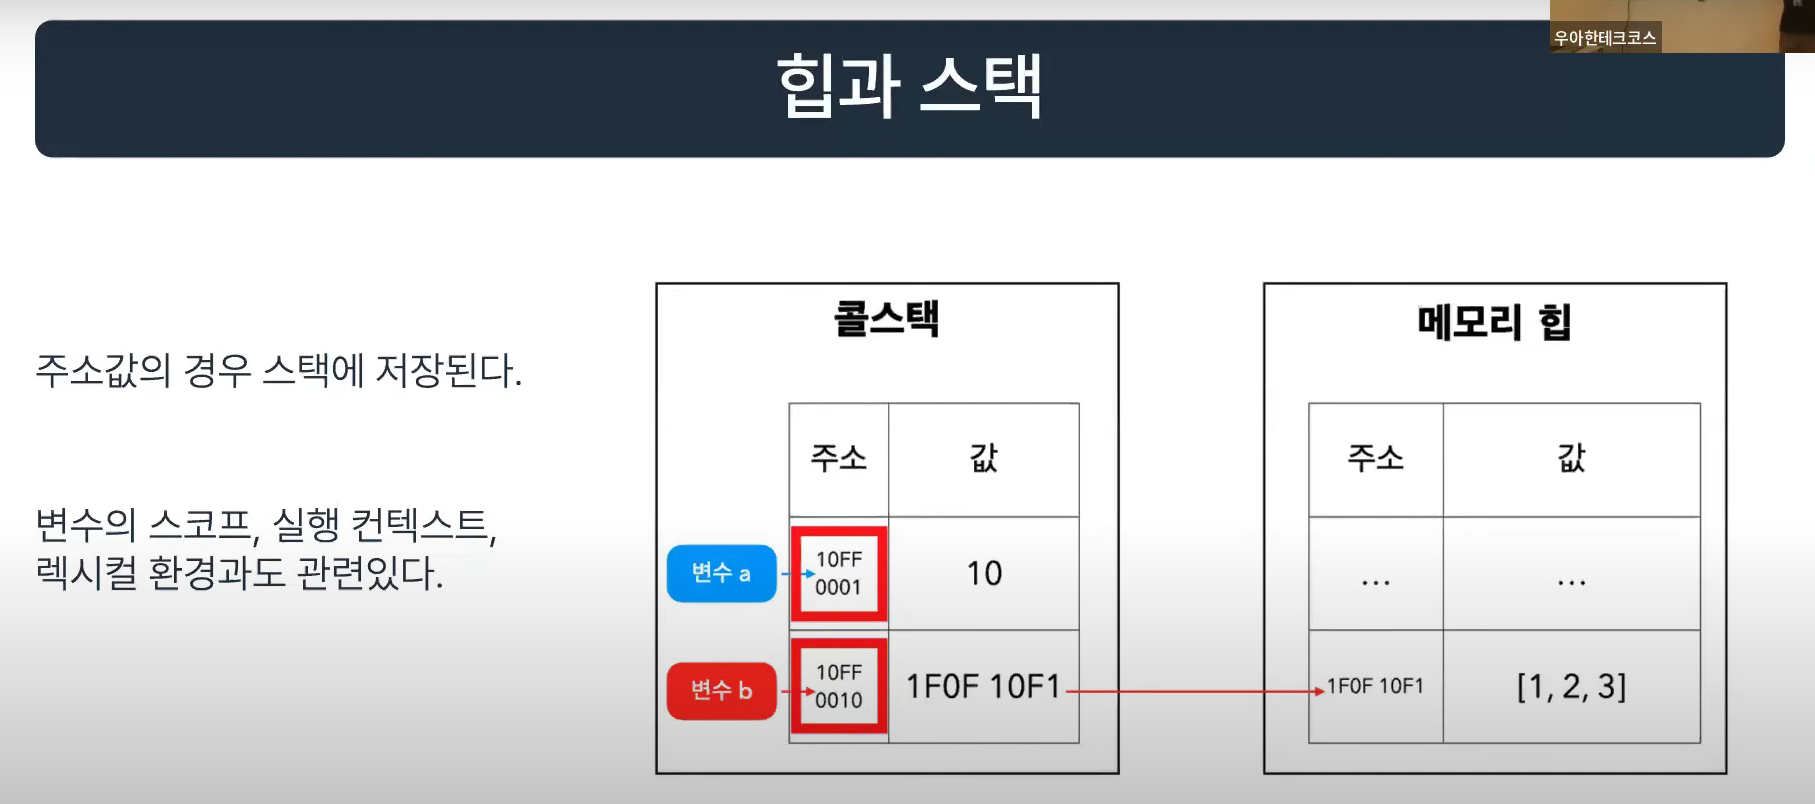 우아한테크코스
힙과 스택
주소값의 경우 스택에 저장된다.
변수의 스코프, 실행 컨텍스트,
렉시컬 환경과도 관련있다.
콜스택
주소 값
변수 a
10FF
0001
10
변수 b
10FF
0010
1F0F 10F1
메모리 힙
주소 값
... ...
1F0F 10F1 [1, 2, 3]